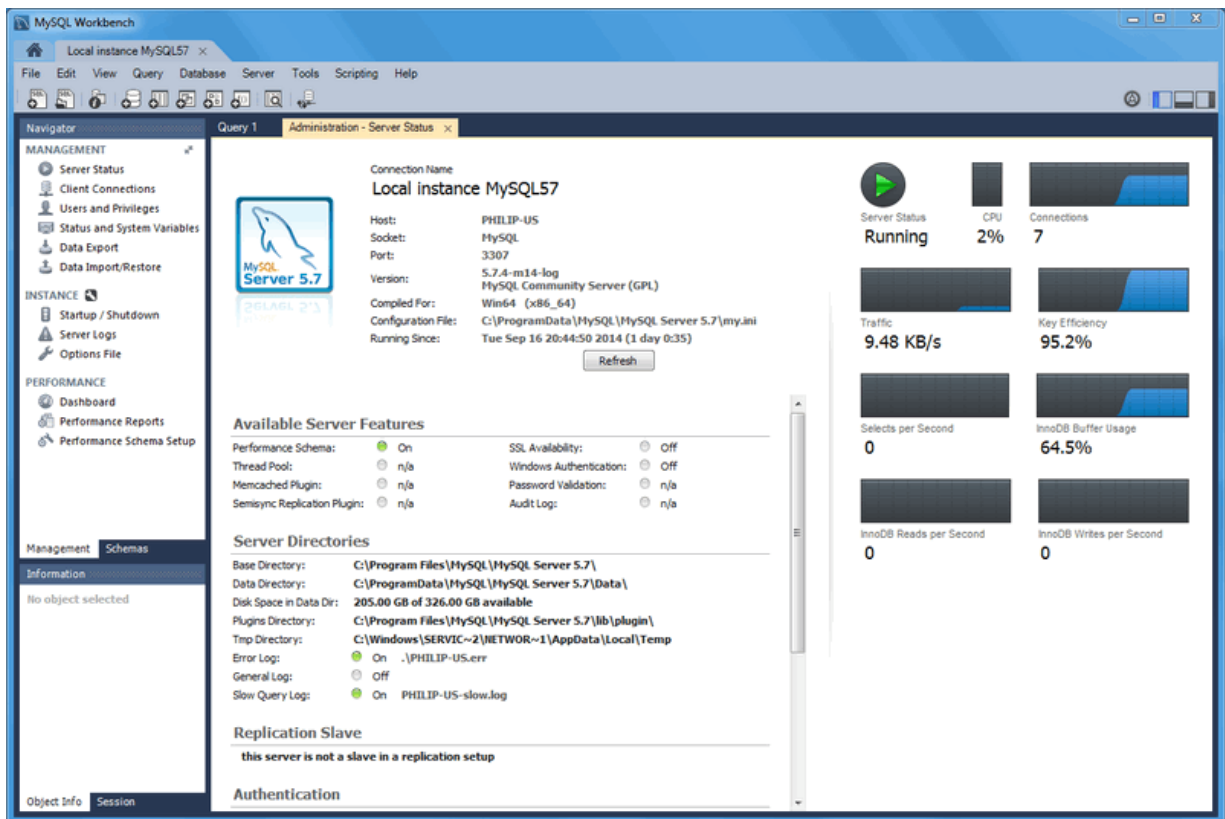 MySQL Workbench
Local instance MySQL57
File Edit View Query Database Server Tools Scripting Help
Navigator
MANAGEMENT
Server Status
Client Connections
Users and Privileges
Status and System Variables
Data Export
Data Import/Restore
INSTANCE
Startup / Shutdown
Server Logs
Options File
PERFORMANCE
Dashboard
Performance Reports
Performance Schema Setup
Management Schemas
Information
No object selected
Object Info Session
Query 1 Administration - Server Status
MySQL
Server 5.7
Connection Name
Local instance MySQL57
Host: PHILIP-US
Socket: MySQL
Port: 3307
Version: 5.7.4-m14-log
MySQL Community Server (GPL)
Compiled For: Win64 (x86_64)
Configuration File: C:\ProgramData\MySQL\MySQL Server 5.7\my.ini
Running Since: Tue Sep 16 20:44:50 2014 (1 day 0:35)
Refresh
Available Server Features
Performance Schema: On SSL Availability: Off
Thread Pool: n/a Windows Authentication: Off
Memcached Plugin: n/a Password Validation: n/a
Semisync Replication Plugin: n/a Audit Log: n/a
Server Directories
Base Directory: C:\Program Files\MySQL\MySQL Server 5.7\
Data Directory: C:\ProgramData\MySQL\MySQL Server 5.7\Data\
Disk Space in Data Dir: 205.00 GB of 326.00 GB available
Plugins Directory: C:\Program Files\MySQL\MySQL Server 5.7\lib\plugin\
Tmp Directory: C:\Windows\SERVIC~2\NETWOR~1\AppData\Local\Temp
Error Log: On .\PHILIP-US.err
General Log: Off
Slow Query Log: On PHILIP-US-slow.log
Replication Slave
this server is not a slave in a replication setup
Authentication
Server Status CPU Connections
Running 2% 7
Traffic Key Efficiency
9.48 KB/s 95.2%
Selects per Second InnoDB Buffer Usage
0 64.5%
InnoDB Reads per Second InnoDB Writes per Second
0 0